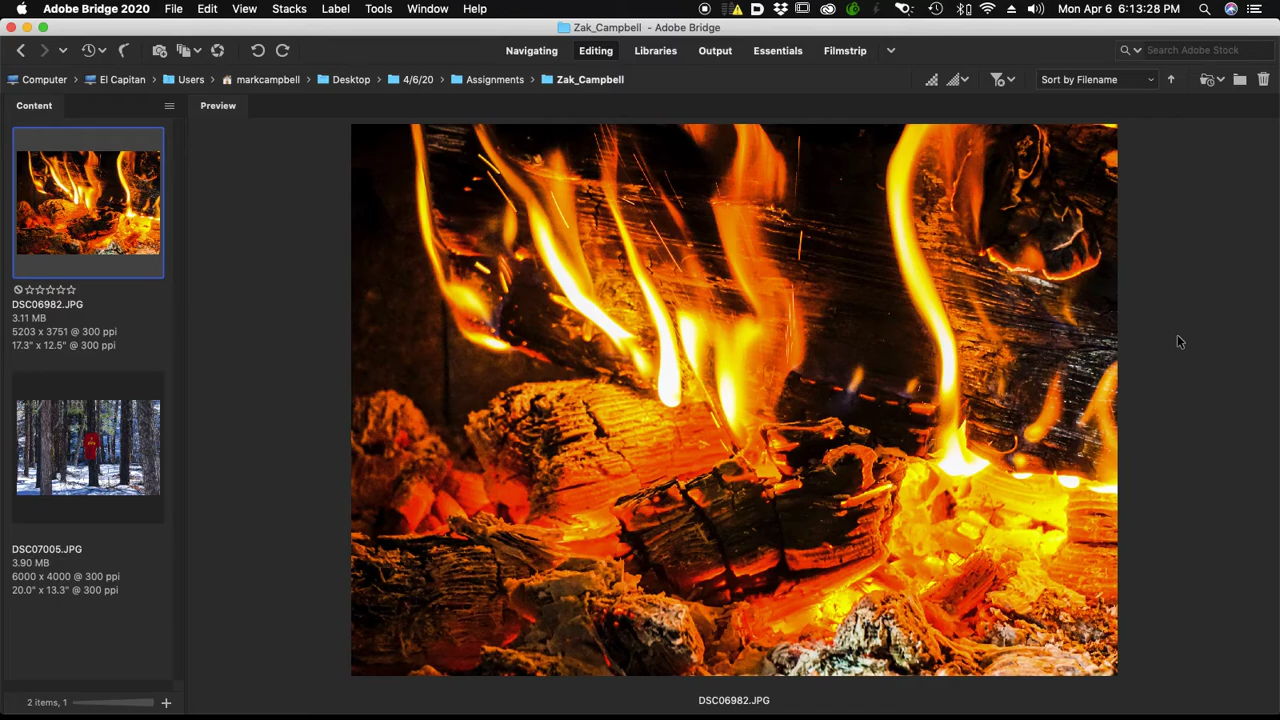 Adobe Bridge 2020 File Edit View Stacks Label Tools Window Help Mon Apr 6 6:13:28 PM
Zak_Campbell - Adobe Bridge
Navigating Editing Libraries Output Essentials Filmstrip Search Adobe Stock
Computer El Capitan Users markcampbell Desktop 4/6/20 Assignments Zak_Campbell Sort by Filename
Content Preview
DSC06982.JPG
3.11 MB
5203 x 3751 @ 300 ppi
17.3" x 12.5" @ 300 ppi
DSC07005.JPG
3.90 MB
6000 x 4000 @ 300 ppi
20.0" x 13.3" @ 300 ppi
2 items, 1
DSC06982.JPG